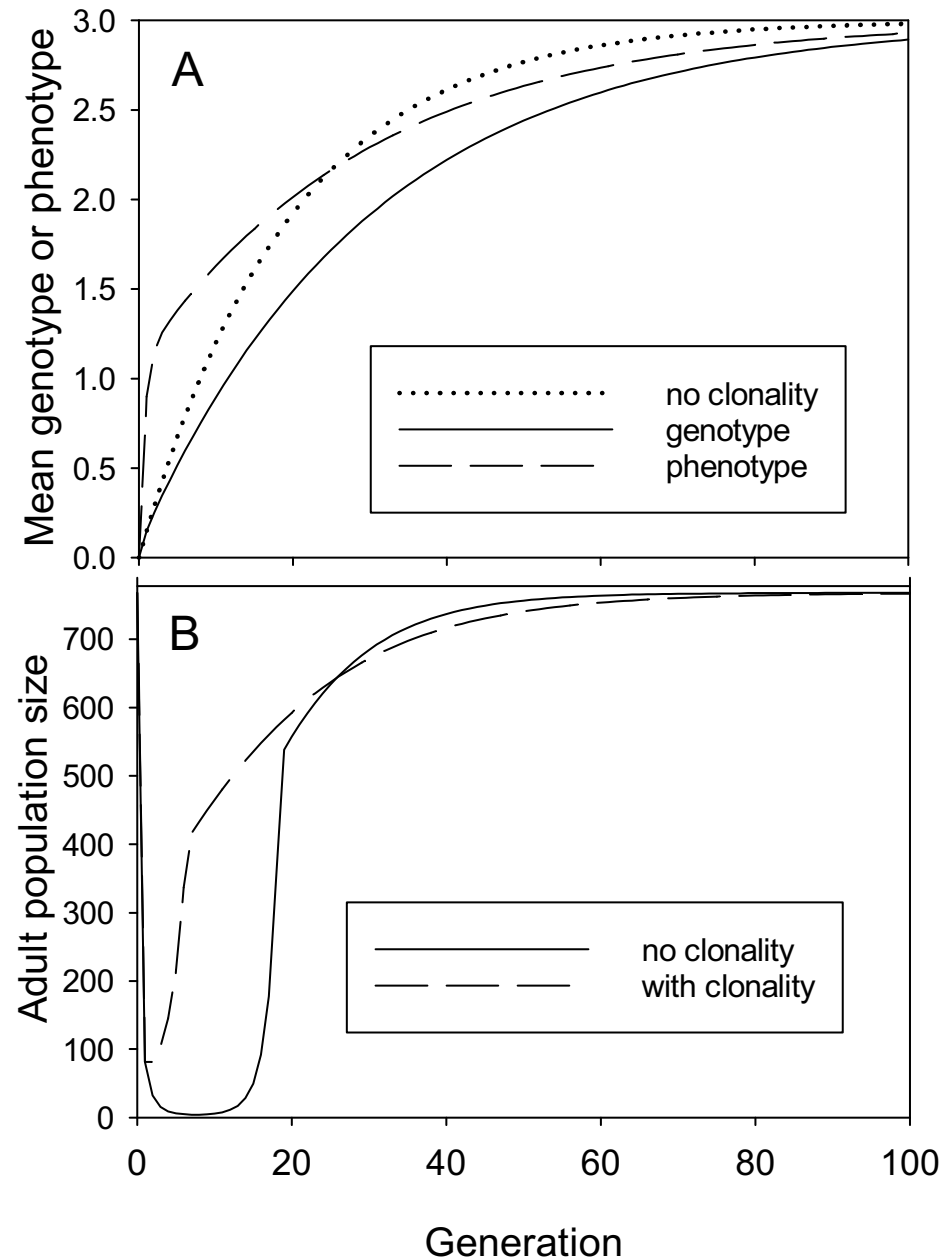 A
Mean genotype or phenotype
3.0
2.5
2.0
1.5
1.0
0.5
0.0
no clonality
genotype
phenotype
B
Adult population size
700
600
500
400
300
200
100
0
no clonality
with clonality
0 20 40 60 80 100
Generation